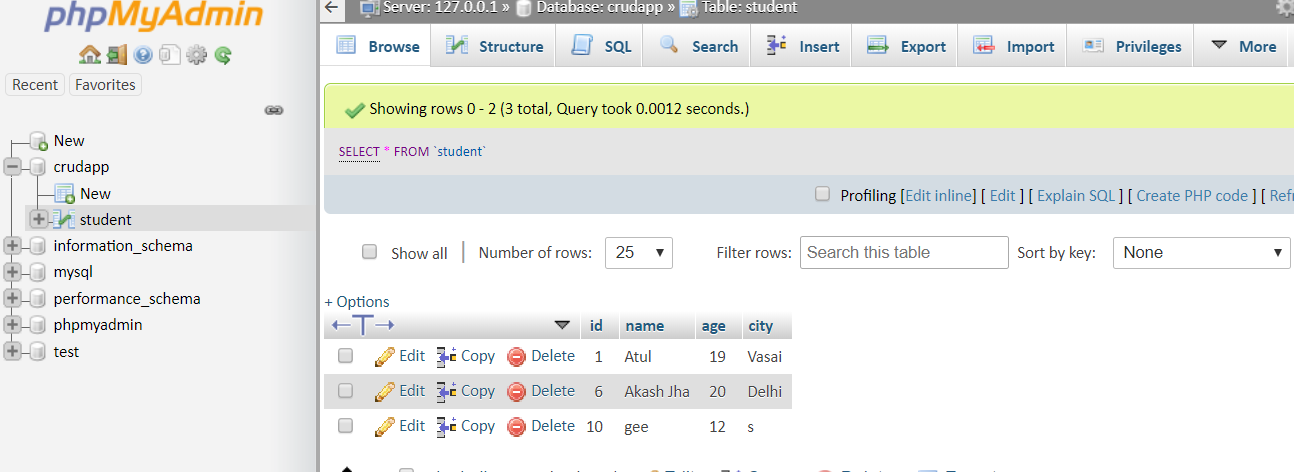 phpMyAdmin
Recent Favorites
New
crudapp
New
student
information_schema
mysql
performance_schema
phpmyadmin
test
Server: 127.0.0.1 » Database: crudapp » Table: student
Browse Structure SQL Search Insert Export Import Privileges More
Showing rows 0 - 2 (3 total, Query took 0.0012 seconds.)
SELECT * FROM `student`
Profiling [Edit inline] [ Edit ] [ Explain SQL ] [ Create PHP code ] [ Refr
Show all | Number of rows: 25 Filter rows: Search this table Sort by key: None
+ Options
←T→ id name age city
Edit Copy Delete 1 Atul 19 Vasai
Edit Copy Delete 6 Akash Jha 20 Delhi
Edit Copy Delete 10 gee 12 s